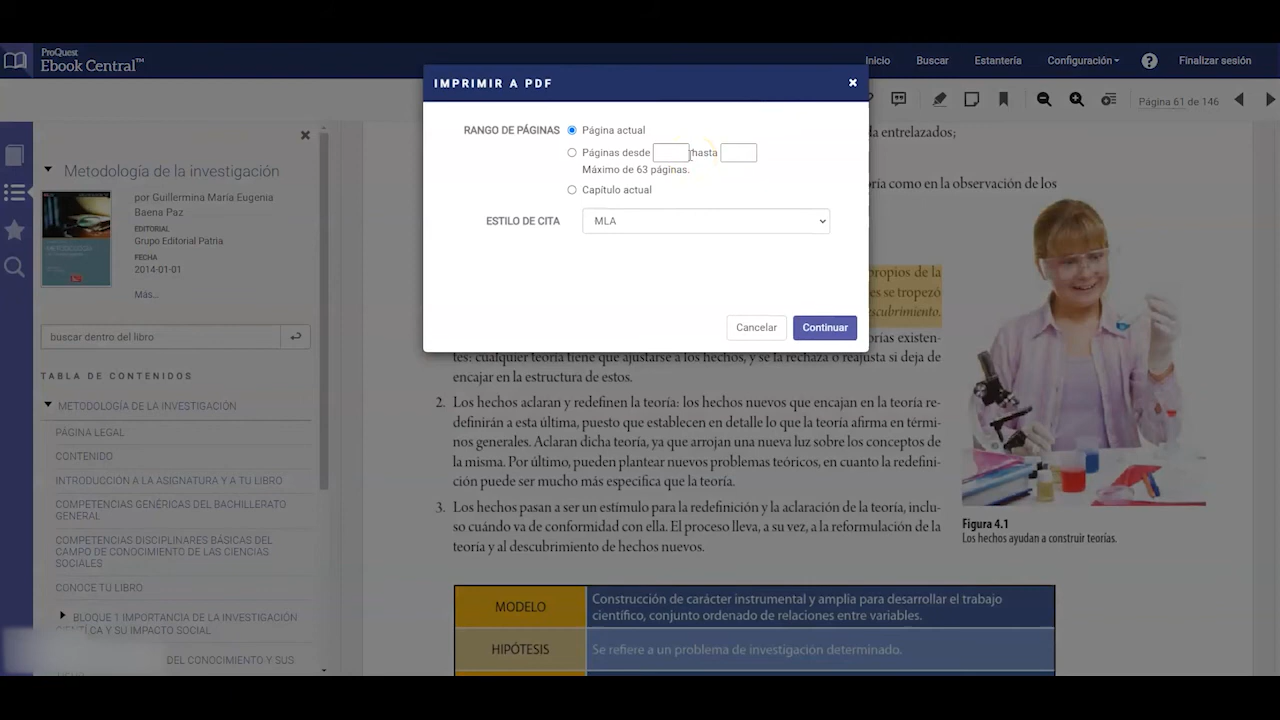 ProQuest
Ebook Central™
Inicio
Buscar
Estantería
Configuración
?
Finalizar sesión
IMPRIMIR A PDF
×
RANGO DE PÁGINAS
Página actual
Páginas desde
hasta
Máximo de 63 páginas.
Capítulo actual
ESTILO DE CITA
MLA
Cancelar
Continuar
Página 61 de 146
Metodología de la investigación
por Guillermina María Eugenia
Baena Paz
EDITORIAL
Grupo Editorial Patria
FECHA
2014-01-01
Más...
buscar dentro del libro
TABLA DE CONTENIDOS
METODOLOGÍA DE LA INVESTIGACIÓN
PÁGINA LEGAL
CONTENIDO
INTRODUCCION A LA ASIGNATURA Y A TU LIBRO
COMPETENCIAS GENÉRICAS DEL BACHILLERATO
GENERAL
COMPETENCIAS DISCIPLINARES BÁSICAS DEL
CAMPO DE CONOCIMIENTO DE LAS CIENCIAS
SOCIALES
CONOCE TU LIBRO
BLOQUE 1 IMPORTANCIA DE LA INVESTIGACIÓN
CIENTÍFICA Y SU IMPACTO SOCIAL
DEL CONOCIMIENTO Y SUS
da entrelazados;
oría como en la observación de los
propios de la
es se tropezó
escubrimiento.
orías existen-
tes: cualquier teoría tiene que ajustarse a los hechos, y se la rechaza o reajusta si deja de
encajar en la estructura de estos.
2. Los hechos aclaran y redefinen la teoría: los hechos nuevos que encajan en la teoría re-
definirán a esta última, puesto que establecen en detalle lo que la teoría afirma en térmi-
nos generales. Aclaran dicha teoría, ya que arrojan una nueva luz sobre los conceptos de
la misma. Por último, pueden plantear nuevos problemas teóricos, en cuanto la redefini-
ción puede ser mucho más específica que la teoría.
3. Los hechos pasan a ser un estímulo para la redefinición y la aclaración de la teoría, inclu-
so cuándo va de conformidad con ella. El proceso lleva, a su vez, a la reformulación de la
teoría y al descubrimiento de hechos nuevos.
Figura 4.1
Los hechos ayudan a construir teorías.
MODELO
Construcción de carácter instrumental y amplia para desarrollar el trabajo
científico, conjunto ordenado de relaciones entre variables.
HIPÓTESIS
Se refiere a un problema de investigación determinado.